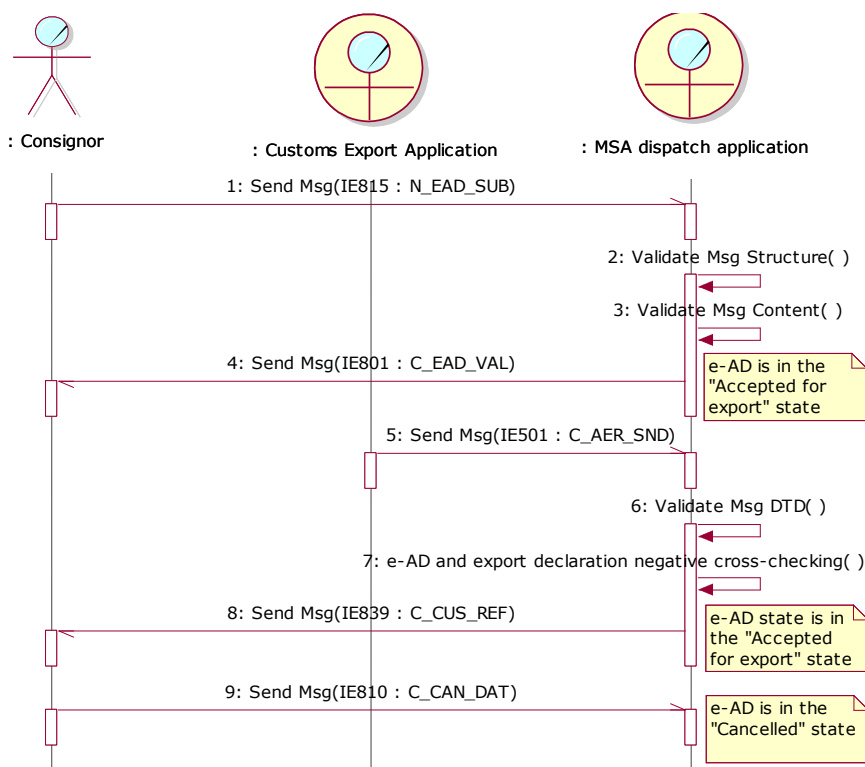 : Consignor
: Customs Export Application
: MSA dispatch application
1: Send Msg(IE815 : N_EAD_SUB)
2: Validate Msg Structure( )
3: Validate Msg Content( )
4: Send Msg(IE801 : C_EAD_VAL)
e-AD is in the
"Accepted for
export" state
5: Send Msg(IE501 : C_AER_SND)
6: Validate Msg DTD( )
7: e-AD and export declaration negative cross-checking( )
8: Send Msg(IE839 : C_CUS_REF)
e-AD state is in
the "Accepted
for export" state
9: Send Msg(IE810 : C_CAN_DAT)
e-AD is in the
"Cancelled" state